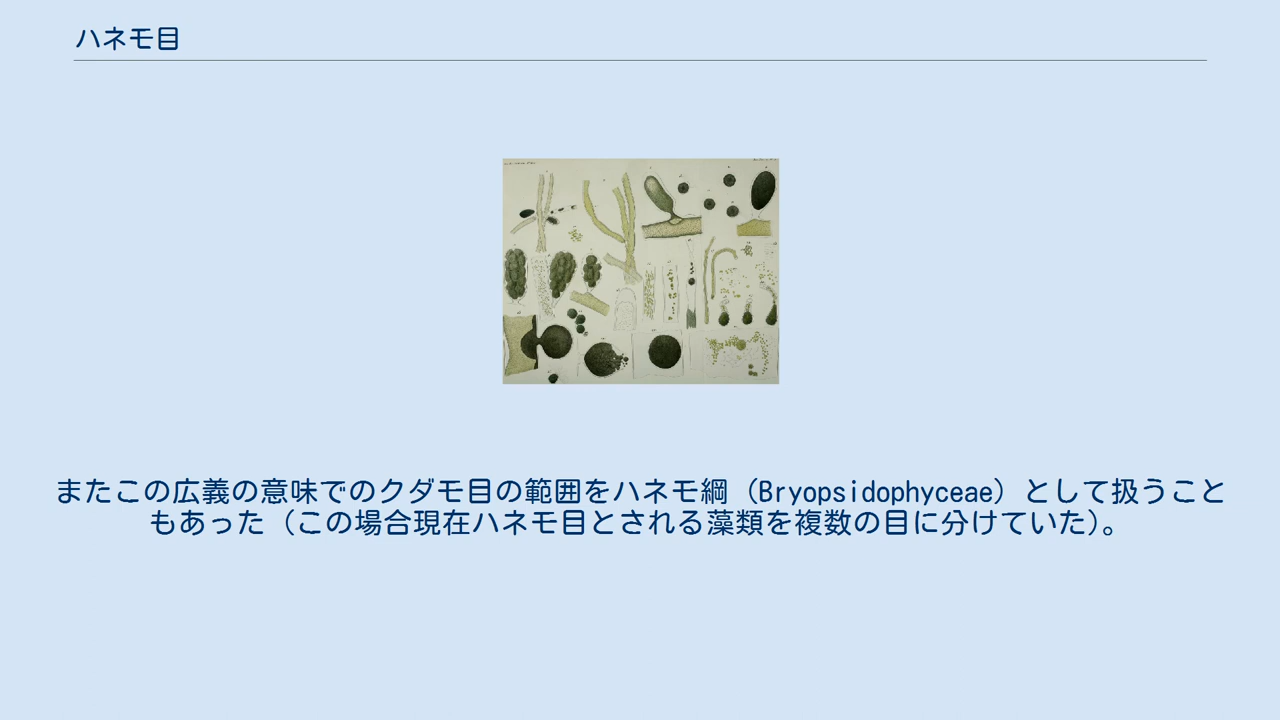 ハネモ目
またこの広義の意味でのクダモ目の範囲をハネモ綱（Bryopsidophyceae）として扱うこと
もあった（この場合現在ハネモ目とされる藻類を複数の目に分けていた）。